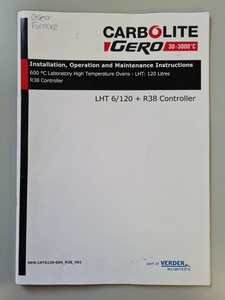 CARBOLITE
GERO 30-3000°C
Installation, Operation and Maintenance Instructions
600 °C Laboratory High Temperature Ovens - LHT: 120 Litres
R38 Controller
LHT 6/120 + R38 Controller
part of VERDER
scientific